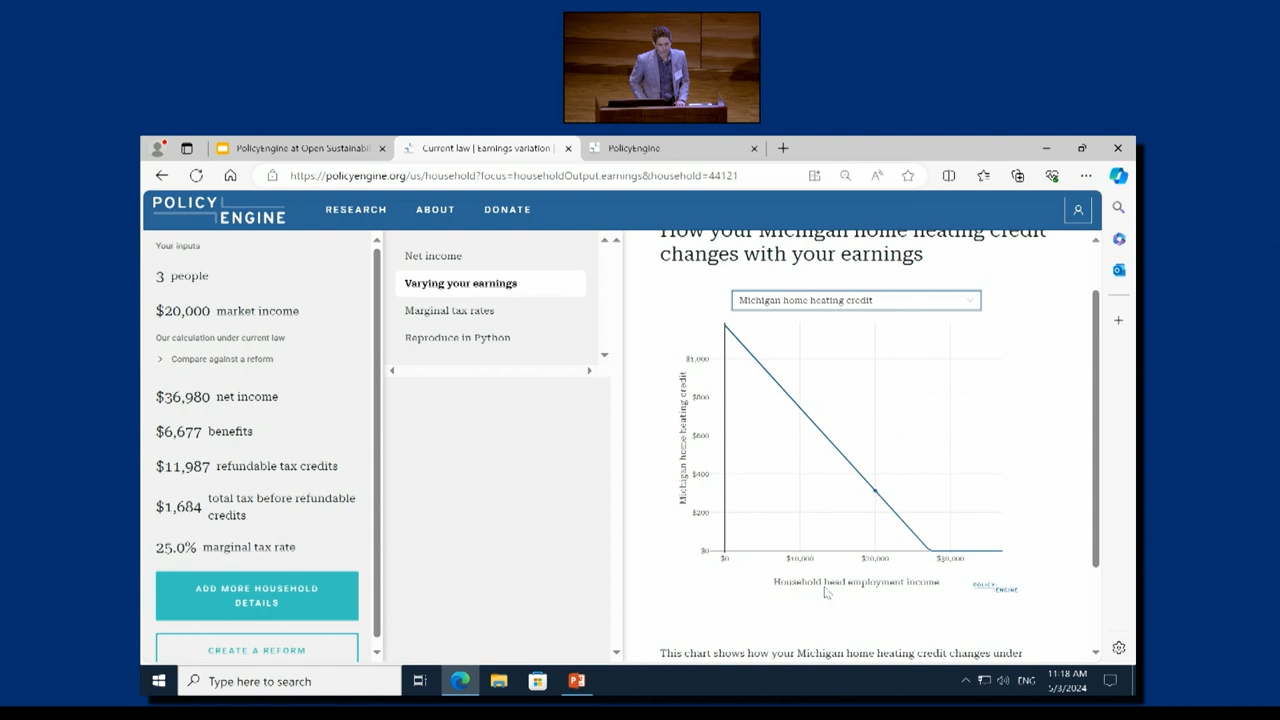 PolicyEngine at Open Sustainabil
Current law | Earnings variation |
PolicyEngine
https://policyengine.org/us/household?focus=householdOutput.earnings&household=44121
POLICY ENGINE
RESEARCH
ABOUT
DONATE
Your inputs
3 people
$20,000 market income
Our calculation under current law
Compare against a reform
$36,980 net income
$6,677 benefits
$11,987 refundable tax credits
$1,684 total tax before refundable
credits
25.0% marginal tax rate
ADD MORE HOUSEHOLD
DETAILS
CREATE A REFORM
Net income
Varying your earnings
Marginal tax rates
Reproduce in Python
How your Michigan home heating credit
changes with your earnings
Michigan home heating credit
Michigan home heating credit
$1,000
$800
$600
$400
$200
$0
$0
$10,000
$20,000
$30,000
Household head employment income
POLICY ENGINE
This chart shows how your Michigan home heating credit changes under
Type here to search
ENG
11:18 AM
5/3/2024